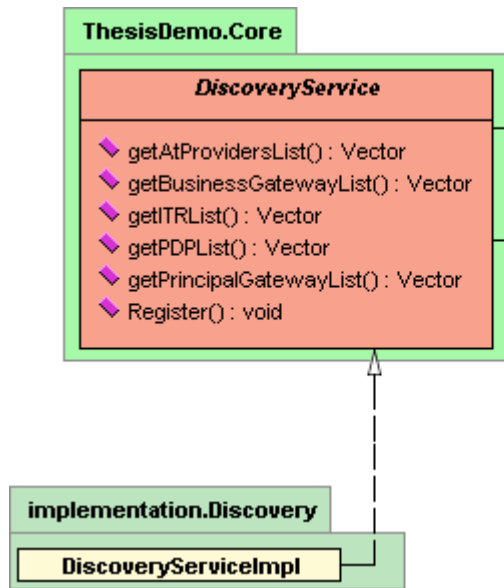 ThesisDemo.Core
DiscoveryService
getAtProvidersList() : Vector
getBusinessGatewayList() : Vector
getITRList() : Vector
getPDPList() : Vector
getPrincipalGatewayList() : Vector
Register() : void
implementation.Discovery
DiscoveryServiceImpl